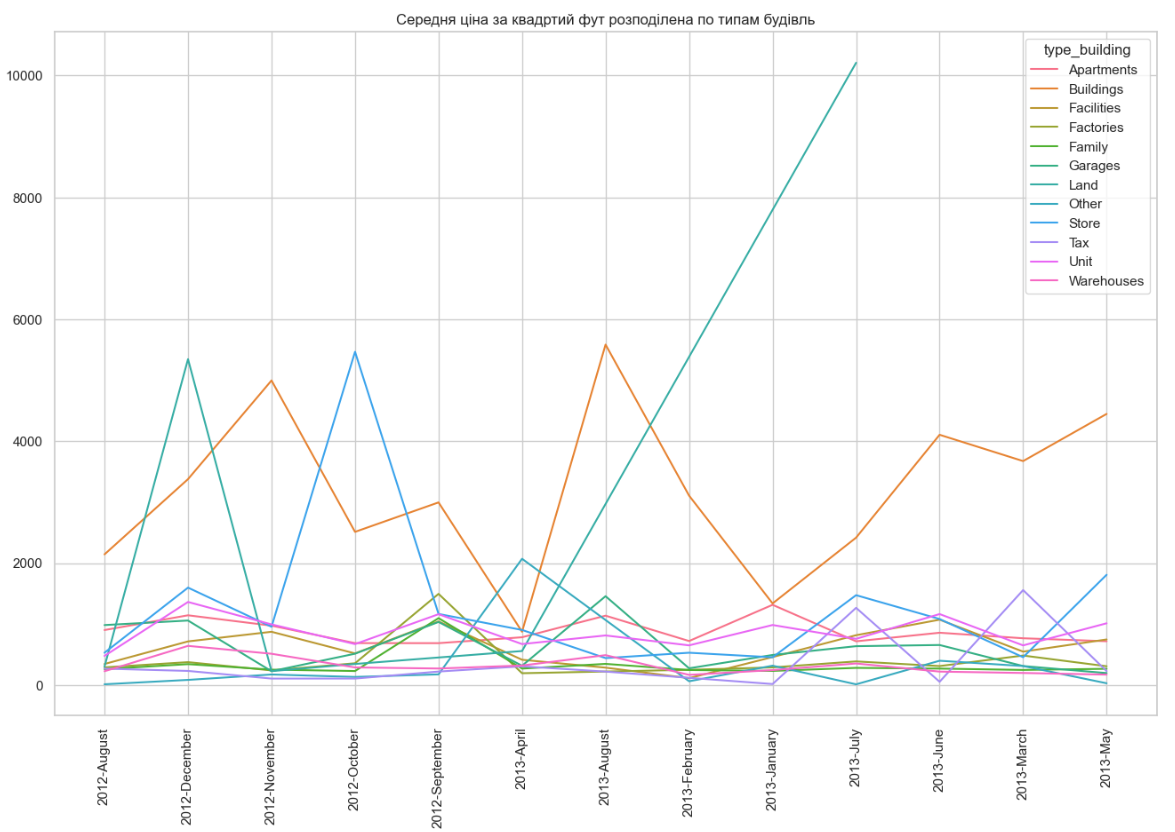 Середня ціна за квадртий фут розподілена по типам будівль
type_building
Apartments
Buildings
Facilities
Factories
Family
Garages
Land
Other
Store
Tax
Unit
Warehouses
10000
8000
6000
4000
2000
0
2012-August
2012-December
2012-November
2012-October
2012-September
2013-April
2013-August
2013-February
2013-January
2013-July
2013-June
2013-March
2013-May